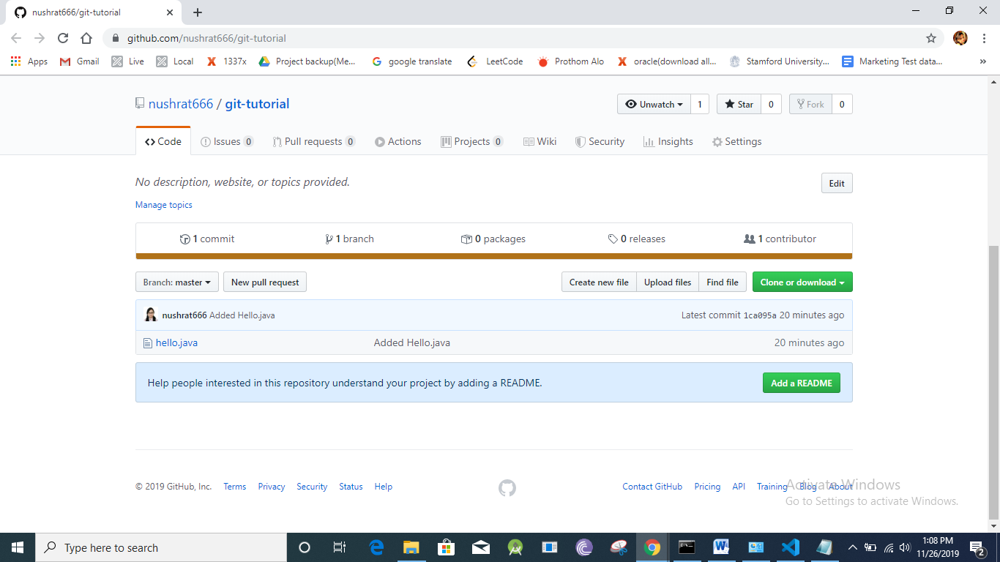 nushrat666/git-tutorial
github.com/nushrat666/git-tutorial
Apps Gmail Live Local 1337x Project backup(Me... google translate LeetCode Prothom Alo oracle(download all... Stamford University... Marketing Test data... »
nushrat666 / git-tutorial
Unwatch 1 Star 0 Fork 0
Code Issues 0 Pull requests 0 Actions Projects 0 Wiki Security Insights Settings
No description, website, or topics provided. Edit
Manage topics
1 commit 1 branch 0 packages 0 releases 1 contributor
Branch: master New pull request Create new file Upload files Find file Clone or download
nushrat666 Added Hello.java Latest commit 1ca095a 20 minutes ago
hello.java Added Hello.java 20 minutes ago
Help people interested in this repository understand your project by adding a README. Add a README
© 2019 GitHub, Inc. Terms Privacy Security Status Help Contact GitHub Pricing API Training Blog About
Activate Windows
Go to Settings to activate Windows.
Type here to search
1:08 PM
11/26/2019
2